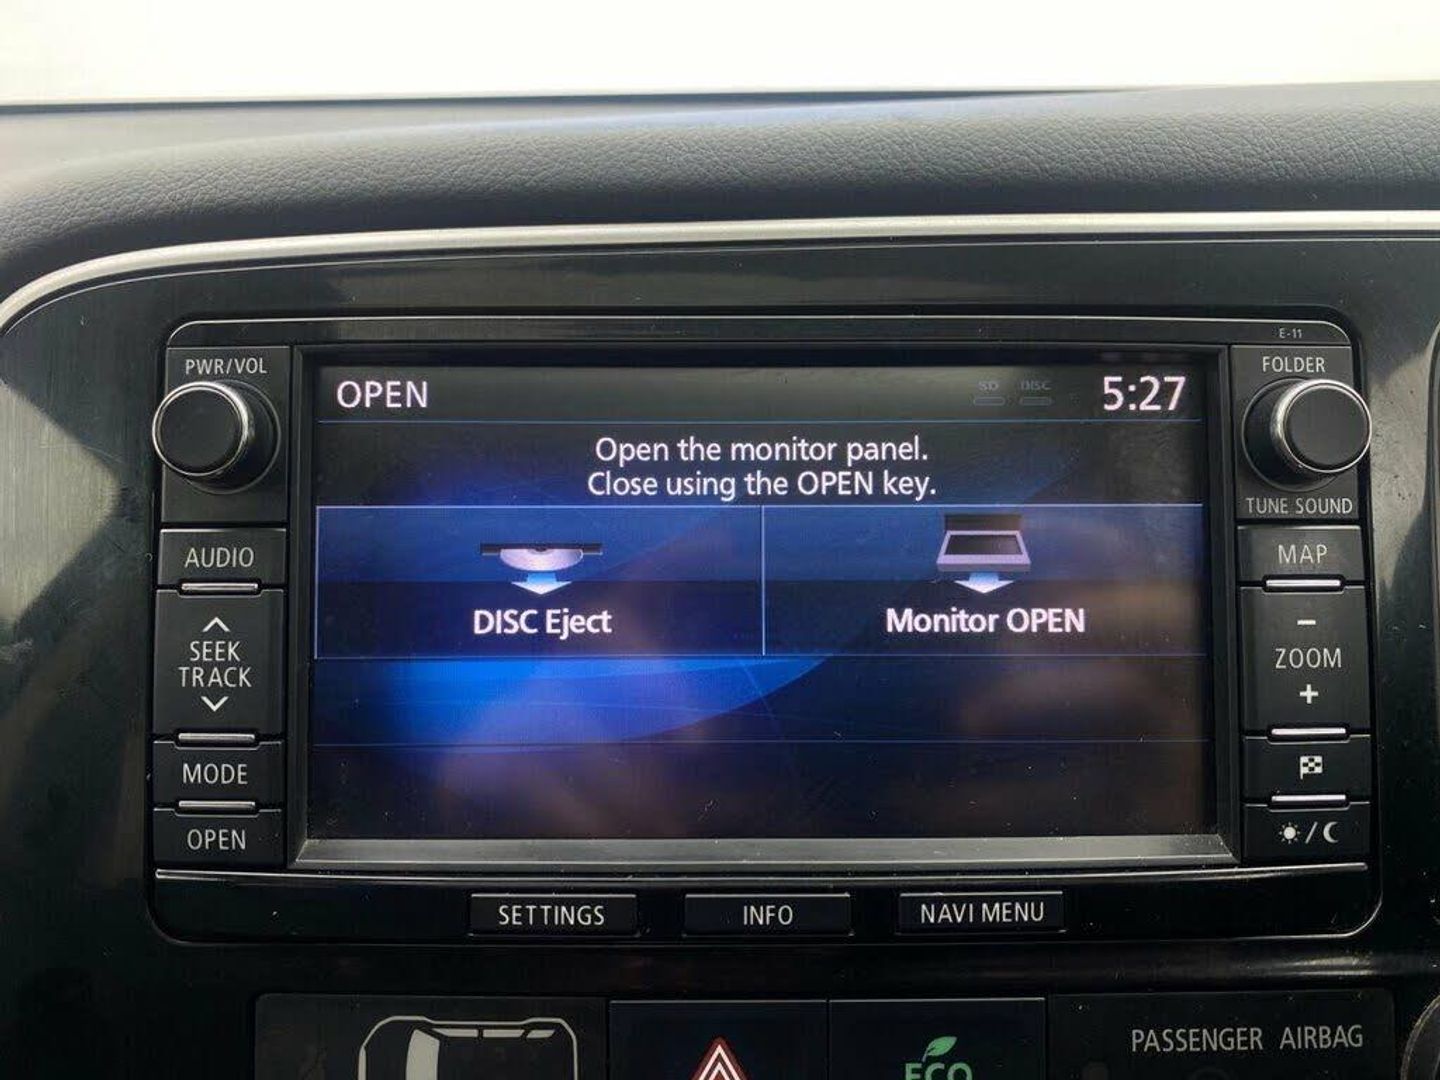 E-11
PWR/VOL
FOLDER
OPEN
SD
DISC
5:27
Open the monitor panel.
Close using the OPEN key.
TUNE SOUND
AUDIO
MAP
DISC Eject
Monitor OPEN
SEEK
TRACK
ZOOM
MODE
OPEN
SETTINGS
INFO
NAVI MENU
PASSENGER AIRBAG
ECO